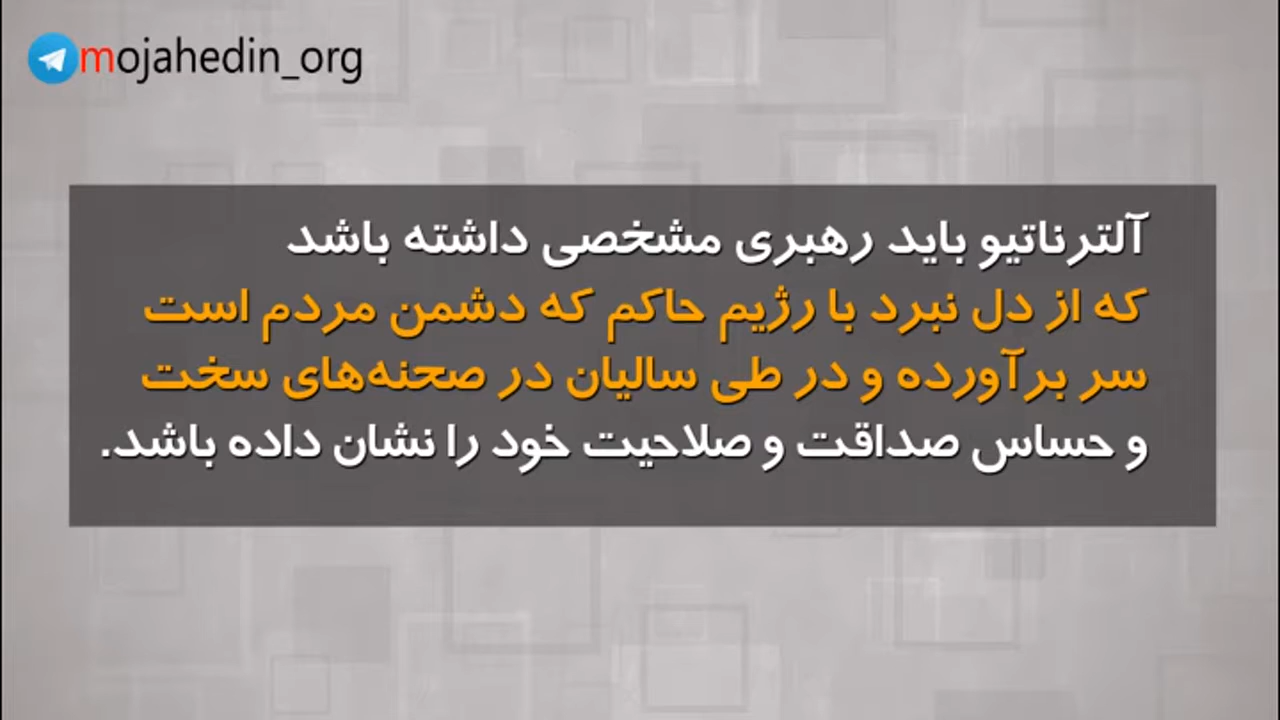 mojahedin_org
آلترناتیو باید رهبری مشخصی داشته باشد
که از دل نبرد با رژیم حاکم که دشمن مردم است
سر برآورده و در طی سالیان در صحنه‌های سخت
و حساس صداقت و صلاحیت خود را نشان داده باشد.